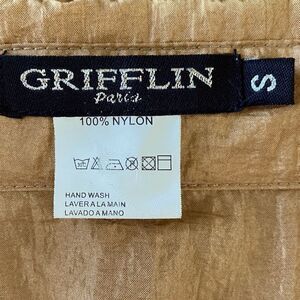 GRIFFLIN
paris
S
100% NYLON
HAND WASH
LAVER A LA MAIN
LAVADO A MANO